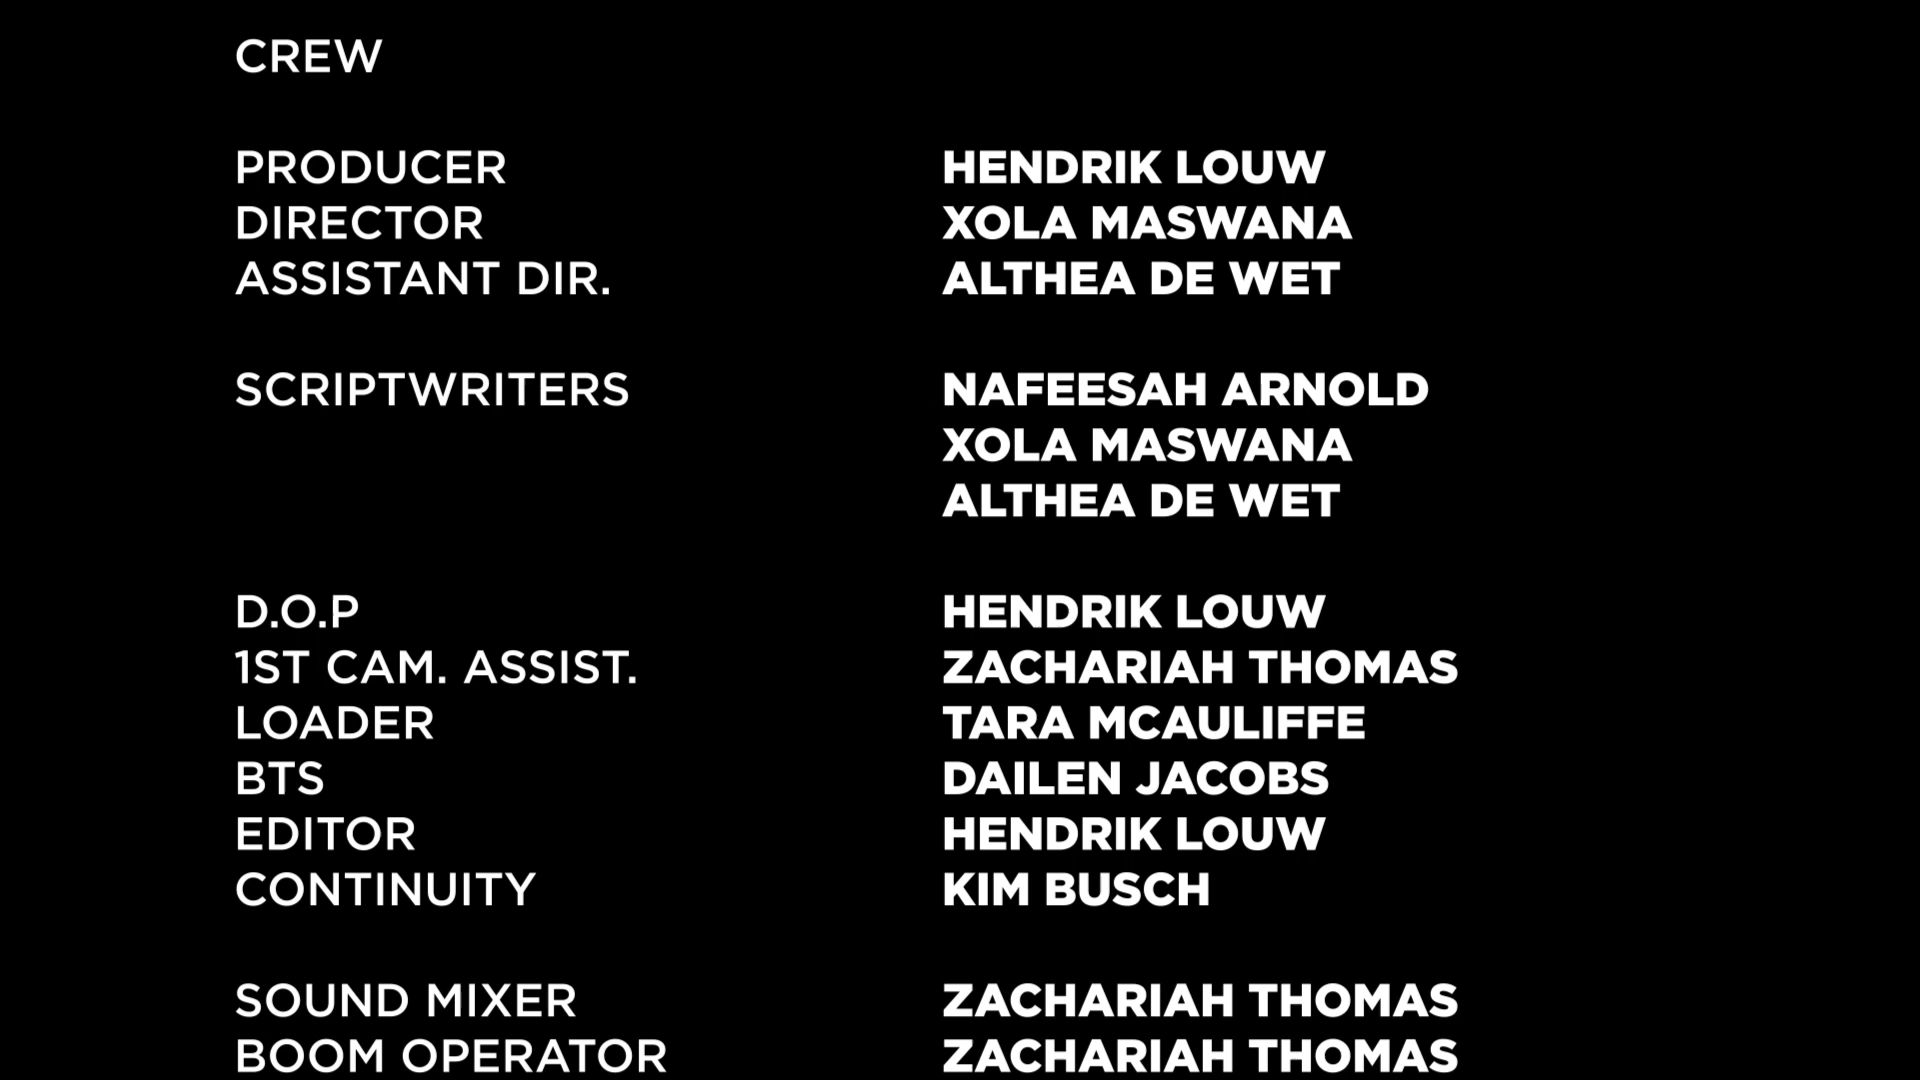 CREW
PRODUCER HENDRIK LOUW
DIRECTOR XOLA MASWANA
ASSISTANT DIR. ALTHEA DE WET
SCRIPTWRITERS NAFEESAH ARNOLD
XOLA MASWANA
ALTHEA DE WET
D.O.P HENDRIK LOUW
1ST CAM. ASSIST. ZACHARIAH THOMAS
LOADER TARA MCAULIFFE
BTS DAILEN JACOBS
EDITOR HENDRIK LOUW
CONTINUITY KIM BUSCH
SOUND MIXER ZACHARIAH THOMAS
BOOM OPERATOR ZACHARIAH THOMAS